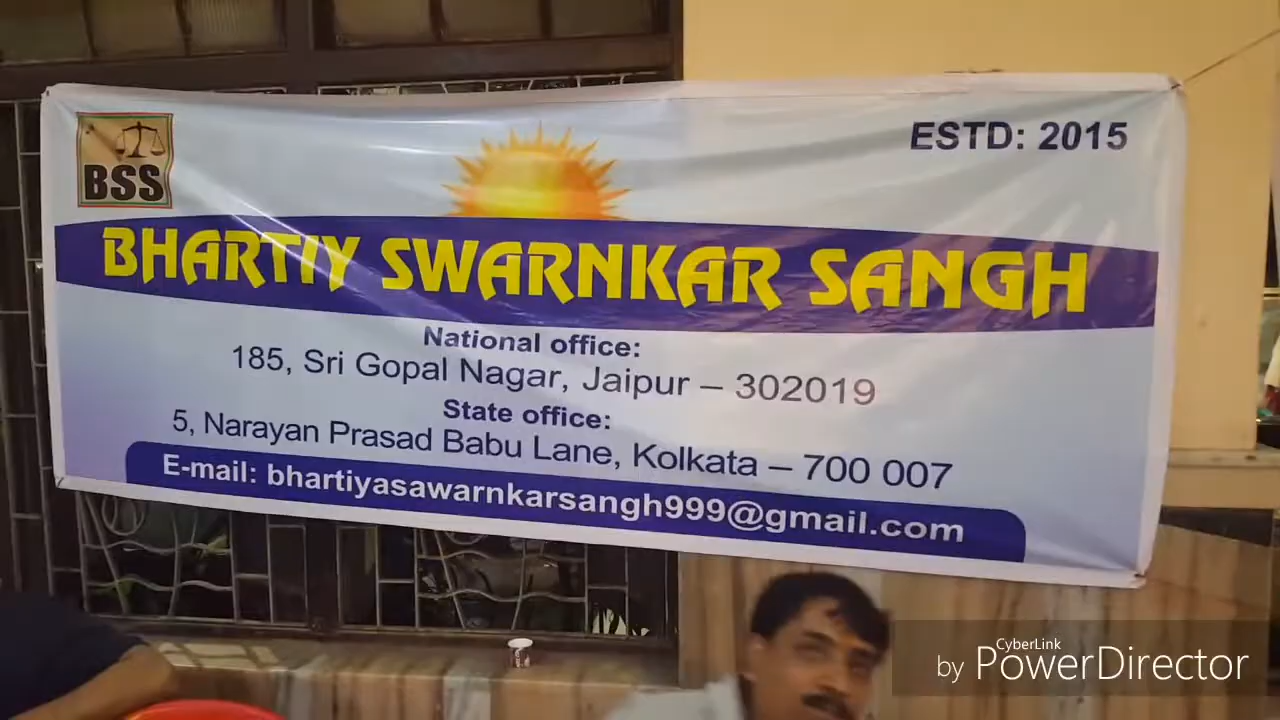 BSS
ESTD: 2015
BHARTIY SWARNKAR SANGH
National office:
185, Sri Gopal Nagar, Jaipur – 302019
State office:
5, Narayan Prasad Babu Lane, Kolkata – 700 007
E-mail: bhartiyasawarnkarsangh999@gmail.com
CyberLink
by PowerDirector